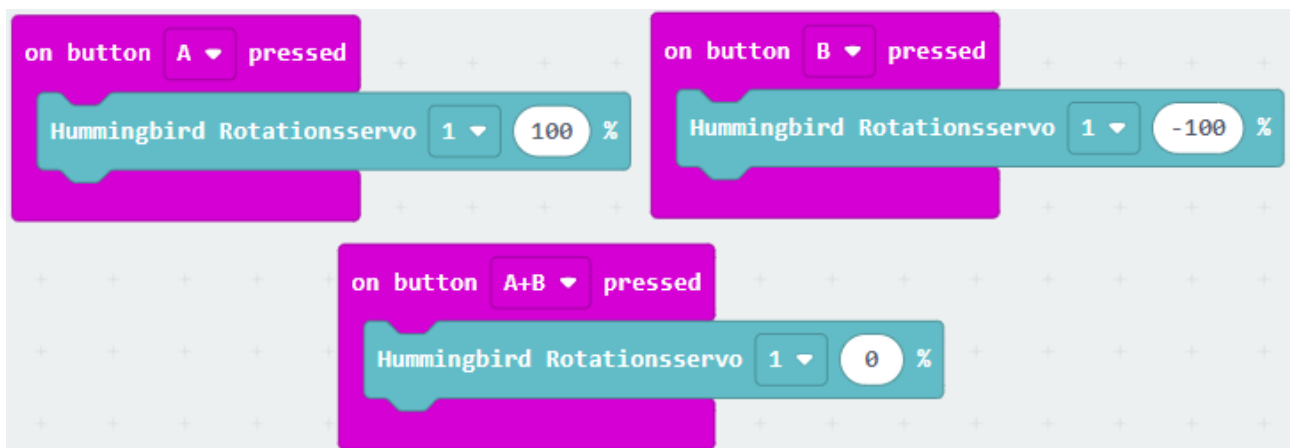 on button A pressed
Hummingbird Rotationsservo 1 100 %
on button B pressed
Hummingbird Rotationsservo 1 -100 %
on button A+B pressed
Hummingbird Rotationsservo 1 0 %